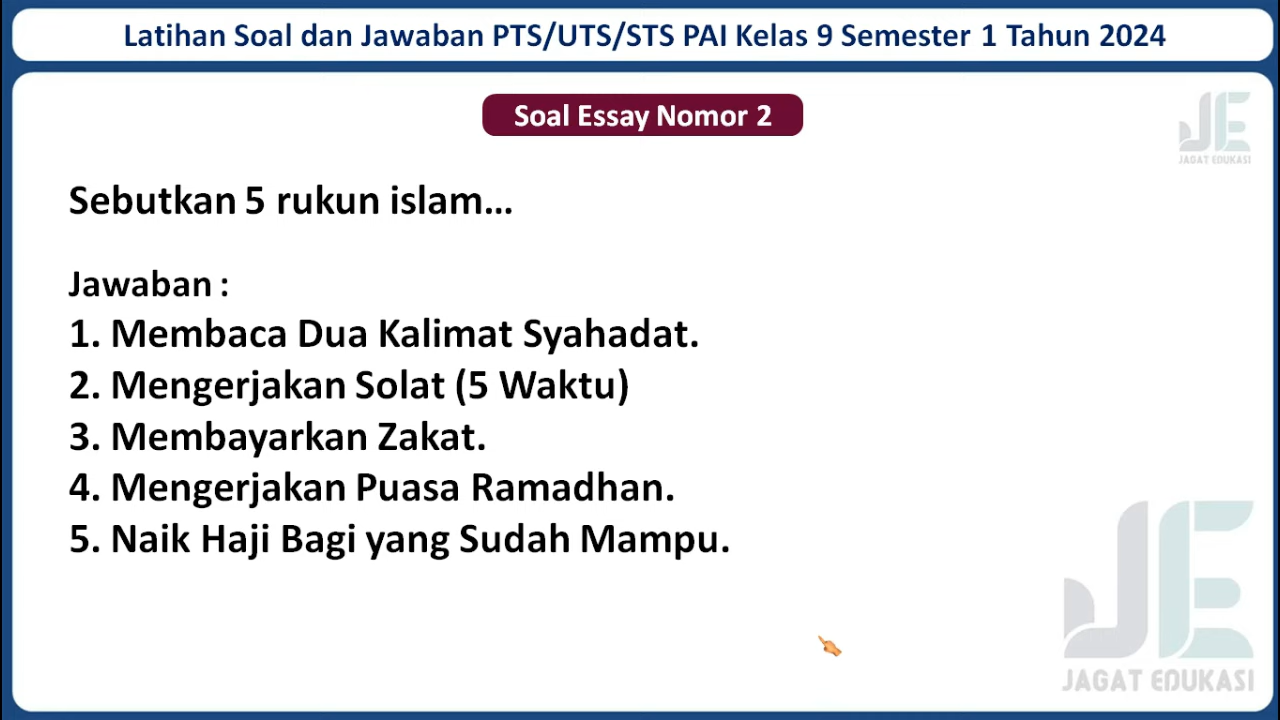 Latihan Soal dan Jawaban PTS/UTS/STS PAI Kelas 9 Semester 1 Tahun 2024
Soal Essay Nomor 2
JE
JAGAT EDUKASI
Sebutkan 5 rukun islam...
Jawaban :
1. Membaca Dua Kalimat Syahadat.
2. Mengerjakan Solat (5 Waktu)
3. Membayarkan Zakat.
4. Mengerjakan Puasa Ramadhan.
5. Naik Haji Bagi yang Sudah Mampu.
JE
JAGAT EDUKASI